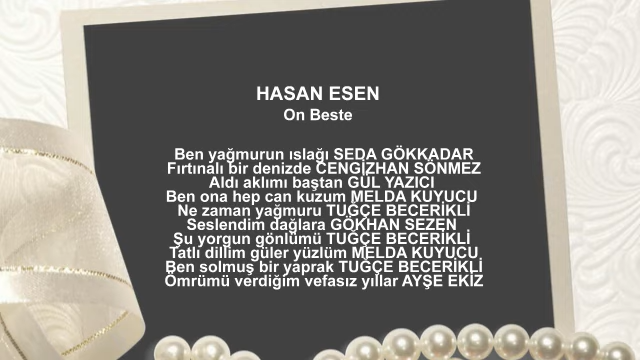 HASAN ESEN
On Beste
Ben yağmurun ıslağı SEDA GÖKKADAR
Fırtınalı bir denizde CENGİZHAN SÖNMEZ
Aldı aklımı baştan GÜL YAZICI
Ben ona hep can kuzum MELDA KUYUCU
Ne zaman yağmuru TUĞÇE BECERİKLİ
Seslendim dağlara GÖKHAN SEZEN
Şu yorgun gönlümü TUĞÇE BECERİKLİ
Tatlı dillim güler yüzlüm MELDA KUYUCU
Ben solmuş bir yaprak TUĞÇE BECERİKLİ
Ömrümü verdiğim vefasız yıllar AYŞE EKİZ